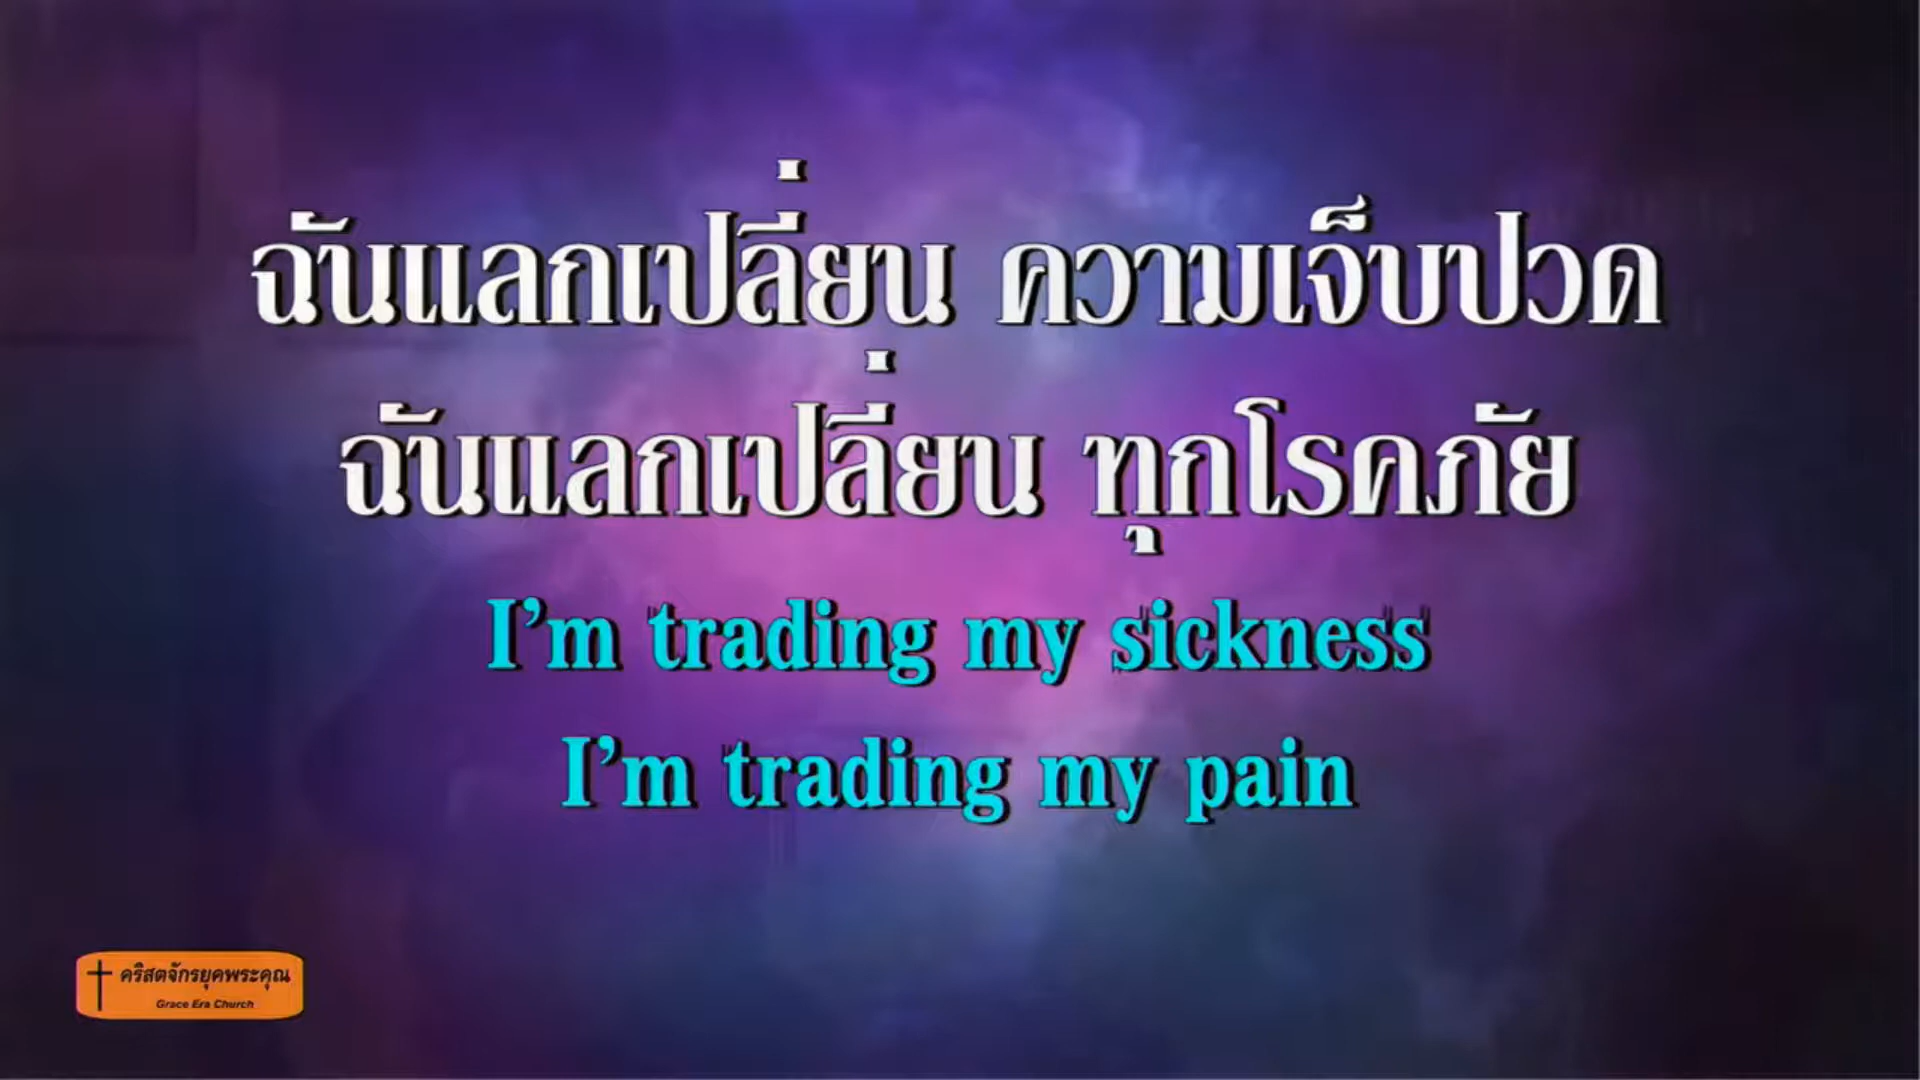 ฉันแลกเปลี่ยน ความเจ็บปวด
ฉันแลกเปลี่ยน ทุกโรคภัย
I’m trading my sickness
I’m trading my pain
คริสตจักรยุคพระคุณ
Grace Era Church